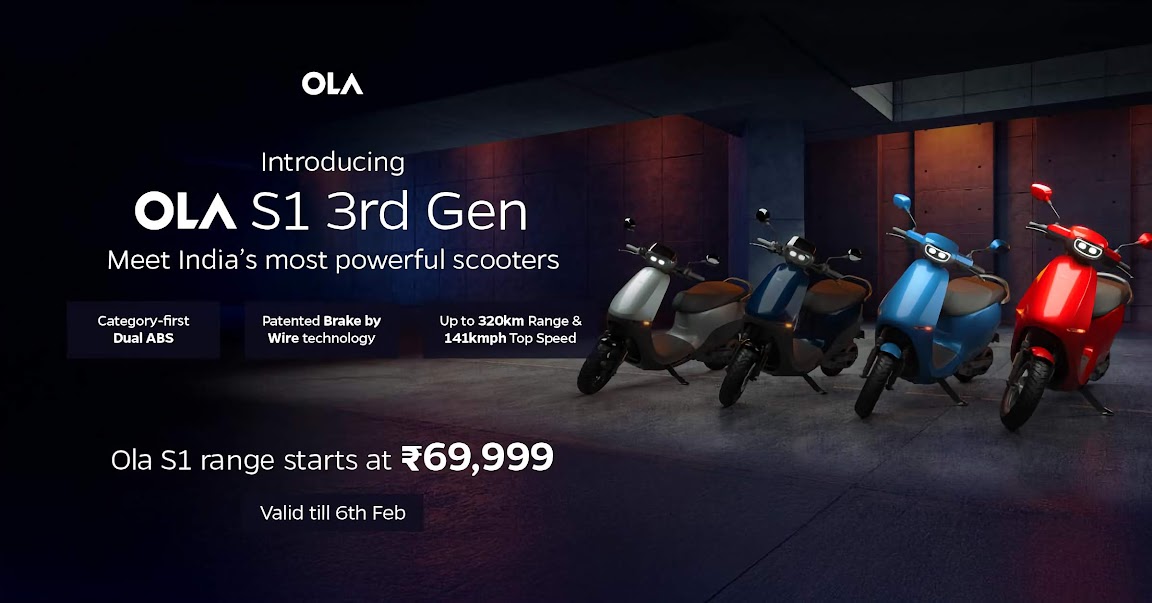 OLA
Introducing
OLA S1 3rd Gen
Meet India's most powerful scooters
Category-first
Dual ABS
Patented Brake by
Wire technology
Up to 320km Range &
141kmph Top Speed
Ola S1 range starts at ₹69,999
Valid till 6th Feb